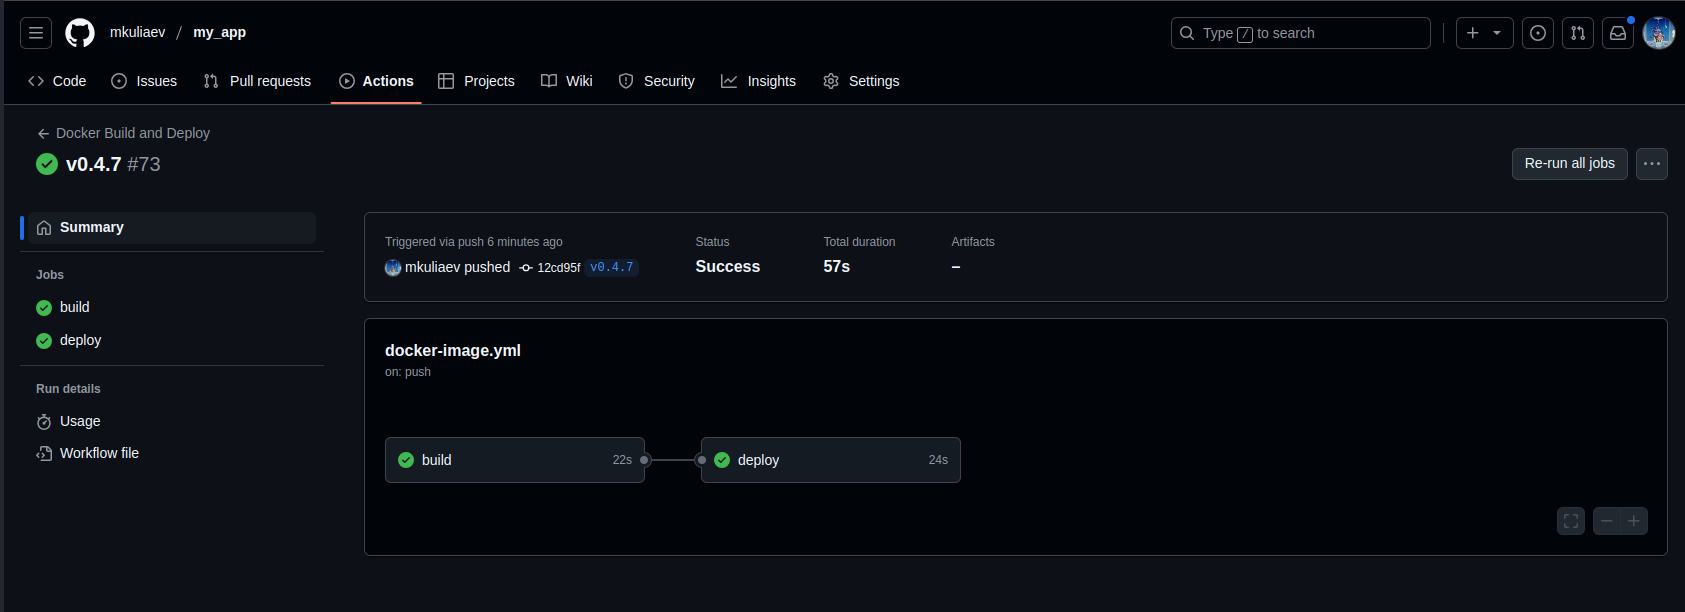 mkuliaev / my_app
Type / to search
Code Issues Pull requests Actions Projects Wiki Security Insights Settings
Docker Build and Deploy
v0.4.7 #73
Re-run all jobs
Summary
Jobs
build
deploy
Run details
Usage
Workflow file
Triggered via push 6 minutes ago
mkuliaev pushed 12cd95f v0.4.7
Status
Success
Total duration
57s
Artifacts
–
docker-image.yml
on: push
build 22s
deploy 24s